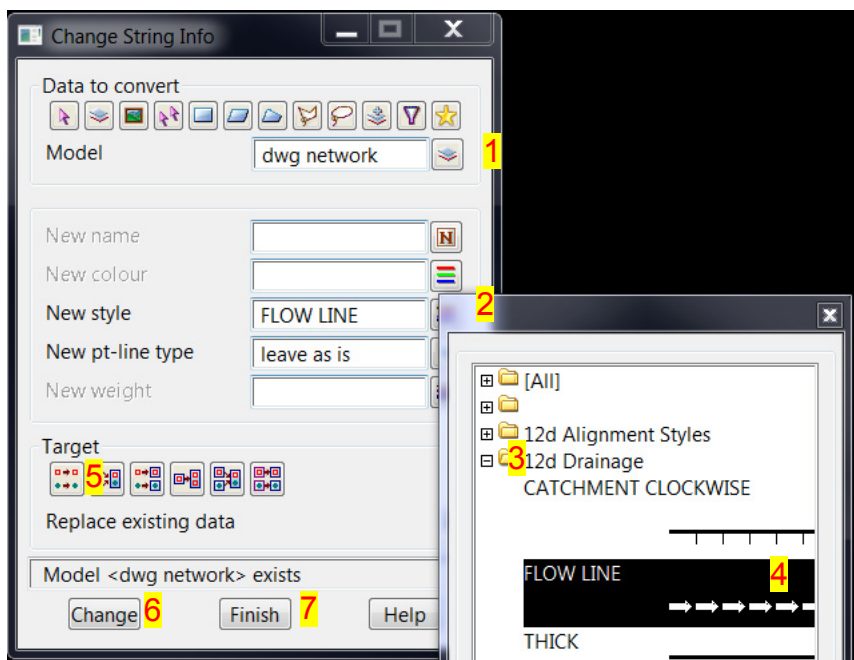 Change String Info
Data to convert
Model dwg network 1
New name
New colour
New style FLOW LINE 2
New pt-line type leave as is
New weight
Target
5
Replace existing data
Model <dwg network> exists
Change 6 Finish 7 Help
[All]
12d Alignment Styles
3 12d Drainage
CATCHMENT CLOCKWISE
FLOW LINE 4
THICK